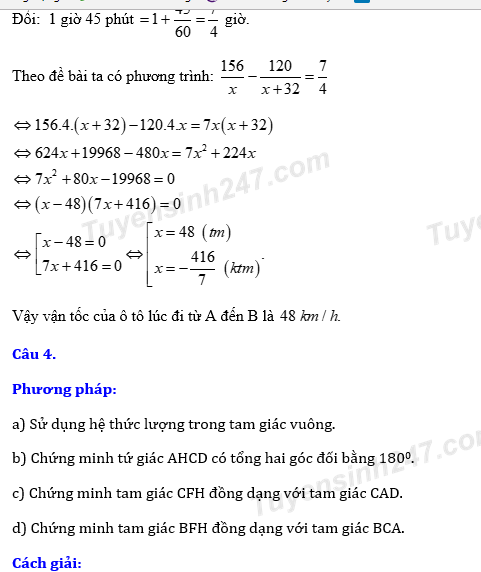 Đổi: 1 giờ 45 phút = 1 + 45/60 = 7/4 giờ.
Theo đề bài ta có phương trình: 156/x − 120/(x+32) = 7/4
⇔ 156.4.(x+32) − 120.4.x = 7x(x+32)
⇔ 624x + 19968 − 480x = 7x² + 224x
⇔ 7x² + 80x − 19968 = 0
⇔ (x−48)(7x+416) = 0
⇔ [x − 48 = 0 ⇔ [x = 48 (tm)
7x + 416 = 0 x = −416/7 (ktm).
Vậy vận tốc của ô tô lúc đi từ A đến B là 48 km / h.
Câu 4.
Phương pháp:
a) Sử dụng hệ thức lượng trong tam giác vuông.
b) Chứng minh tứ giác AHCD có tổng hai góc đối bằng 180⁰.
c) Chứng minh tam giác CFH đồng dạng với tam giác CAD.
d) Chứng minh tam giác BFH đồng dạng với tam giác BCA.
Cách giải:
Tuyensinh247.com
Tuyensinh247.com
Tuye